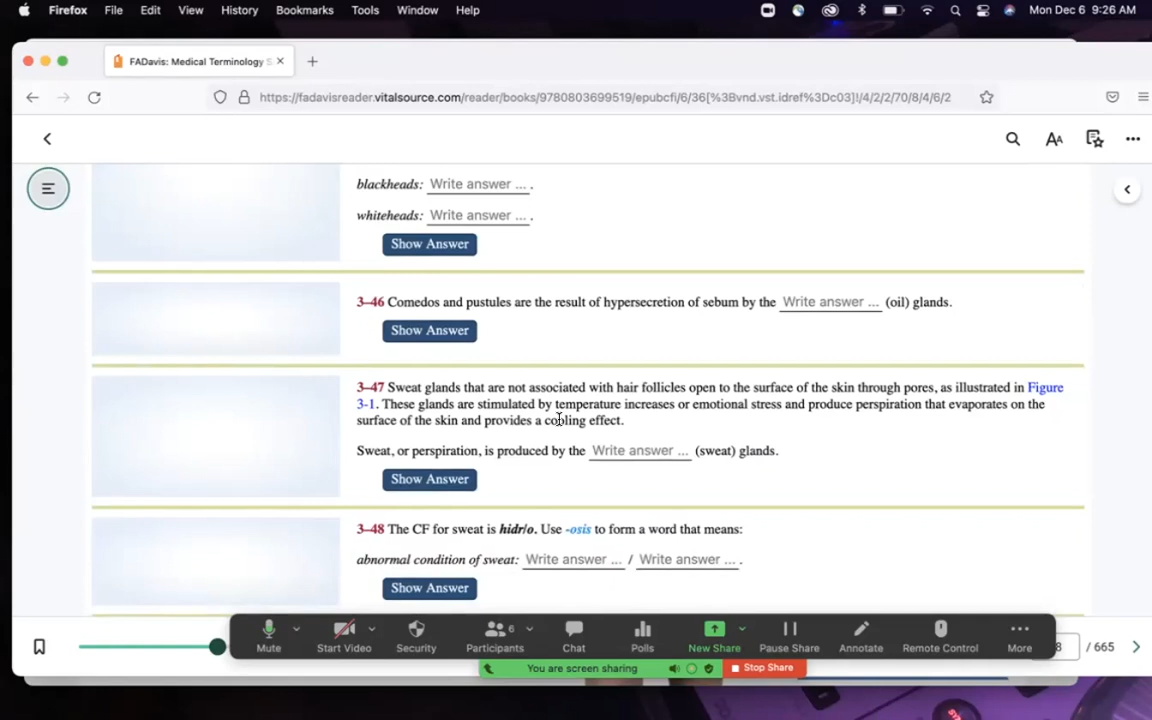 Firefox File Edit View History Bookmarks Tools Window Help Mon Dec 6 9:26 AM
FADavis: Medical Terminology S
https://fadavisreader.vitalsource.com/reader/books/9780803699519/epubcfi/6/36[%3Bvnd.vst.idref%3Dc03]!/4/2/2/70/8/4/6/2
AA
blackheads: Write answer ... .
whiteheads: Write answer ... .
Show Answer
3–46 Comedos and pustules are the result of hypersecretion of sebum by the Write answer ... (oil) glands.
Show Answer
3–47 Sweat glands that are not associated with hair follicles open to the surface of the skin through pores, as illustrated in Figure
3-1. These glands are stimulated by temperature increases or emotional stress and produce perspiration that evaporates on the
surface of the skin and provides a cooling effect.
Sweat, or perspiration, is produced by the Write answer ... (sweat) glands.
Show Answer
3–48 The CF for sweat is hidr/o. Use -osis to form a word that means:
abnormal condition of sweat: Write answer ... / Write answer ... .
Show Answer
8 / 665
6
Mute Start Video Security Participants Chat Polls New Share Pause Share Annotate Remote Control More
You are screen sharing Stop Share